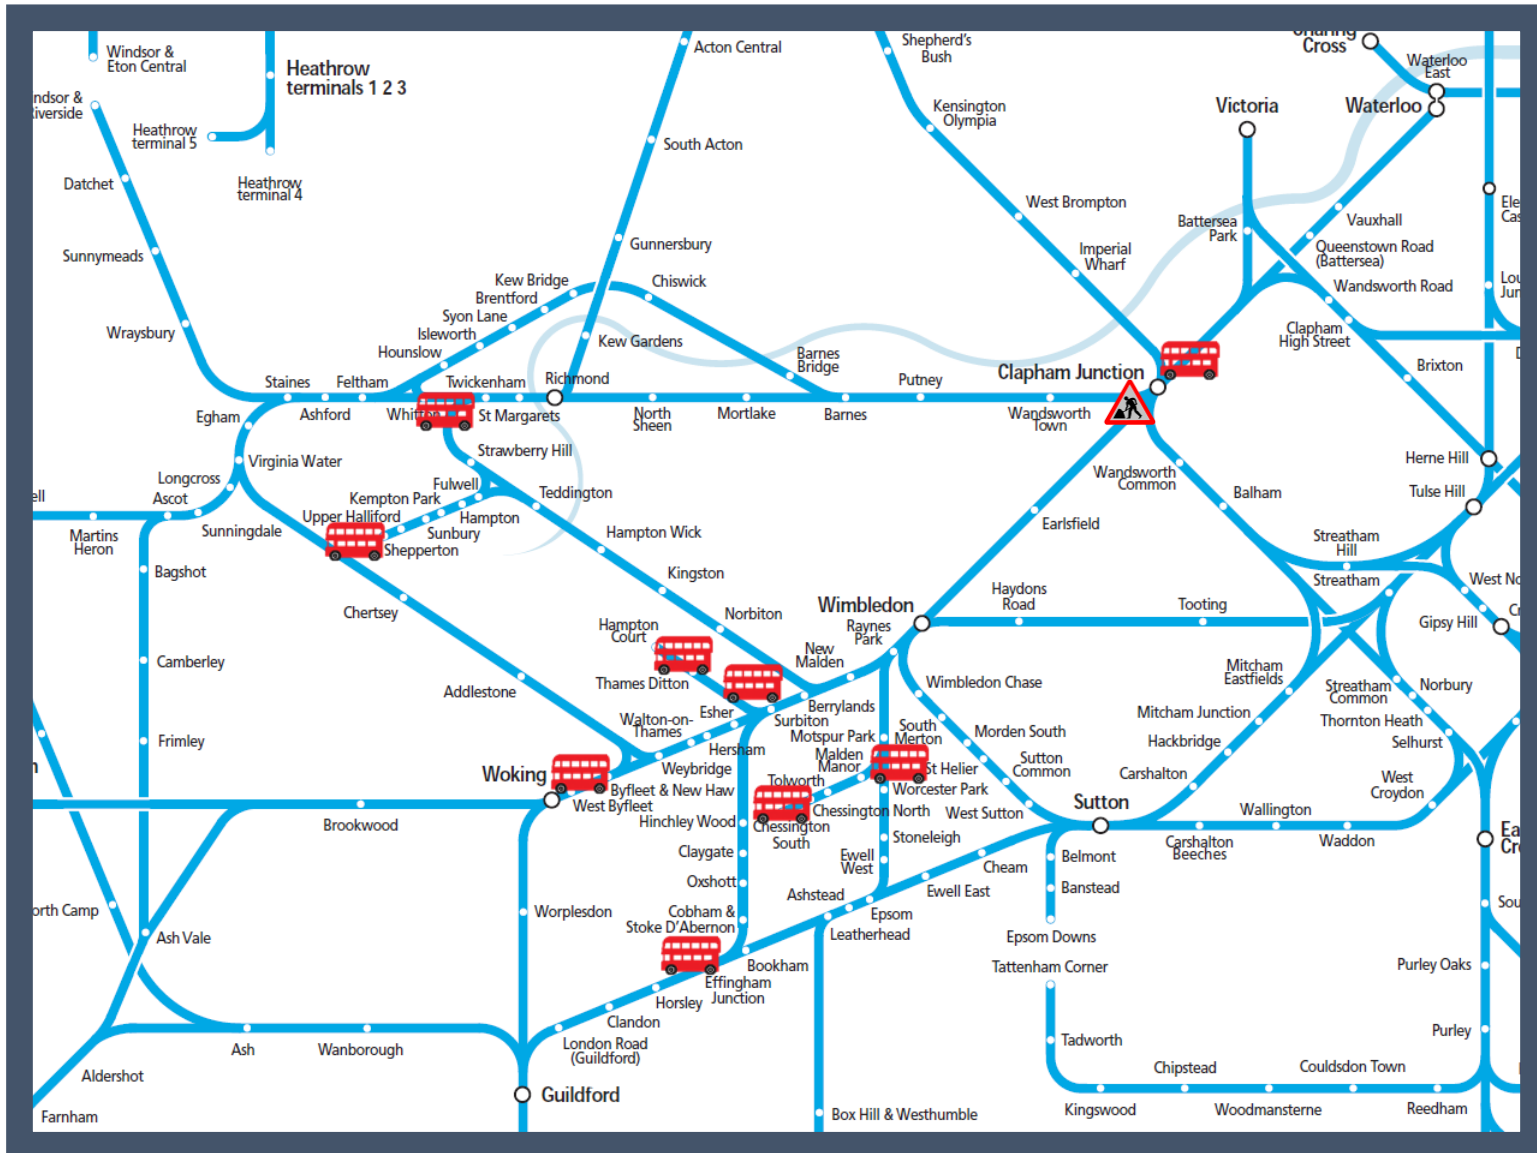 Windsor &
Eton Central
Heathrow
terminals 1 2 3
Acton Central
Shepherd's
Bush
Cross
Waterloo
East
Waterloo
Victoria
Heathrow
terminal 5
Heathrow
terminal 4
South Acton
Kensington
Olympia
Datchet
West Brompton
Vauxhall
Battersea
Park
Queenstown Road
(Battersea)
Sunnymeads
Gunnersbury
Imperial
Wharf
Wandsworth Road
Kew Bridge
Chiswick
Brentford
Syon Lane
Isleworth
Hounslow
Wraysbury
Kew Gardens
Clapham
High Street
Brixton
Barnes
Bridge
Clapham Junction
Staines
Feltham
Twickenham
Richmond
Putney
Egham
Ashford
St Margarets
North
Sheen
Mortlake
Barnes
Wandsworth
Town
Strawberry Hill
Virginia Water
Wandsworth
Common
Herne Hill
Longcross
Fulwell
Teddington
Balham
Tulse Hill
Ascot
Kempton Park
Upper Halliford
Hampton
Sunbury
Shepperton
Martins
Heron
Sunningdale
Hampton Wick
Earlsfield
Streatham
Hill
Streatham
Bagshot
Kingston
Chertsey
Haydons
Road
Tooting
Wimbledon
Gipsy Hill
Hampton
Court
Norbiton
Raynes
Park
New
Malden
Camberley
Thames Ditton
Addlestone
Wimbledon Chase
Mitcham
Eastfields
Streatham
Common
Norbury
Walton-on-
Thames
Esher
Berrylands
Surbiton
Mitcham Junction
Thornton Heath
Frimley
Hersham
Motspur Park
South
Merton
Morden South
Hackbridge
Selhurst
Malden
Manor
St Helier
Sutton
Common
Woking
Weybridge
Tolworth
Carshalton
West
Croydon
Byfleet & New Haw
West Byfleet
Worcester Park
Chessington North
West Sutton
Sutton
Wallington
Brookwood
Hinchley Wood
Chessington
South
Stoneleigh
Carshalton
Beeches
Waddon
Claygate
Ewell
West
Cheam
Belmont
Oxshott
Ashstead
Ewell East
Banstead
Worplesdon
Cobham &
Stoke D'Abernon
Epsom
Leatherhead
Epsom Downs
Ash Vale
Bookham
Tattenham Corner
Purley Oaks
Effingham
Junction
Horsley
Clandon
London Road
(Guildford)
Ash
Wanborough
Tadworth
Purley
Aldershot
Chipstead
Couldsdon Town
Guildford
Farnham
Box Hill & Westhumble
Kingswood
Woodmansterne
Reedham